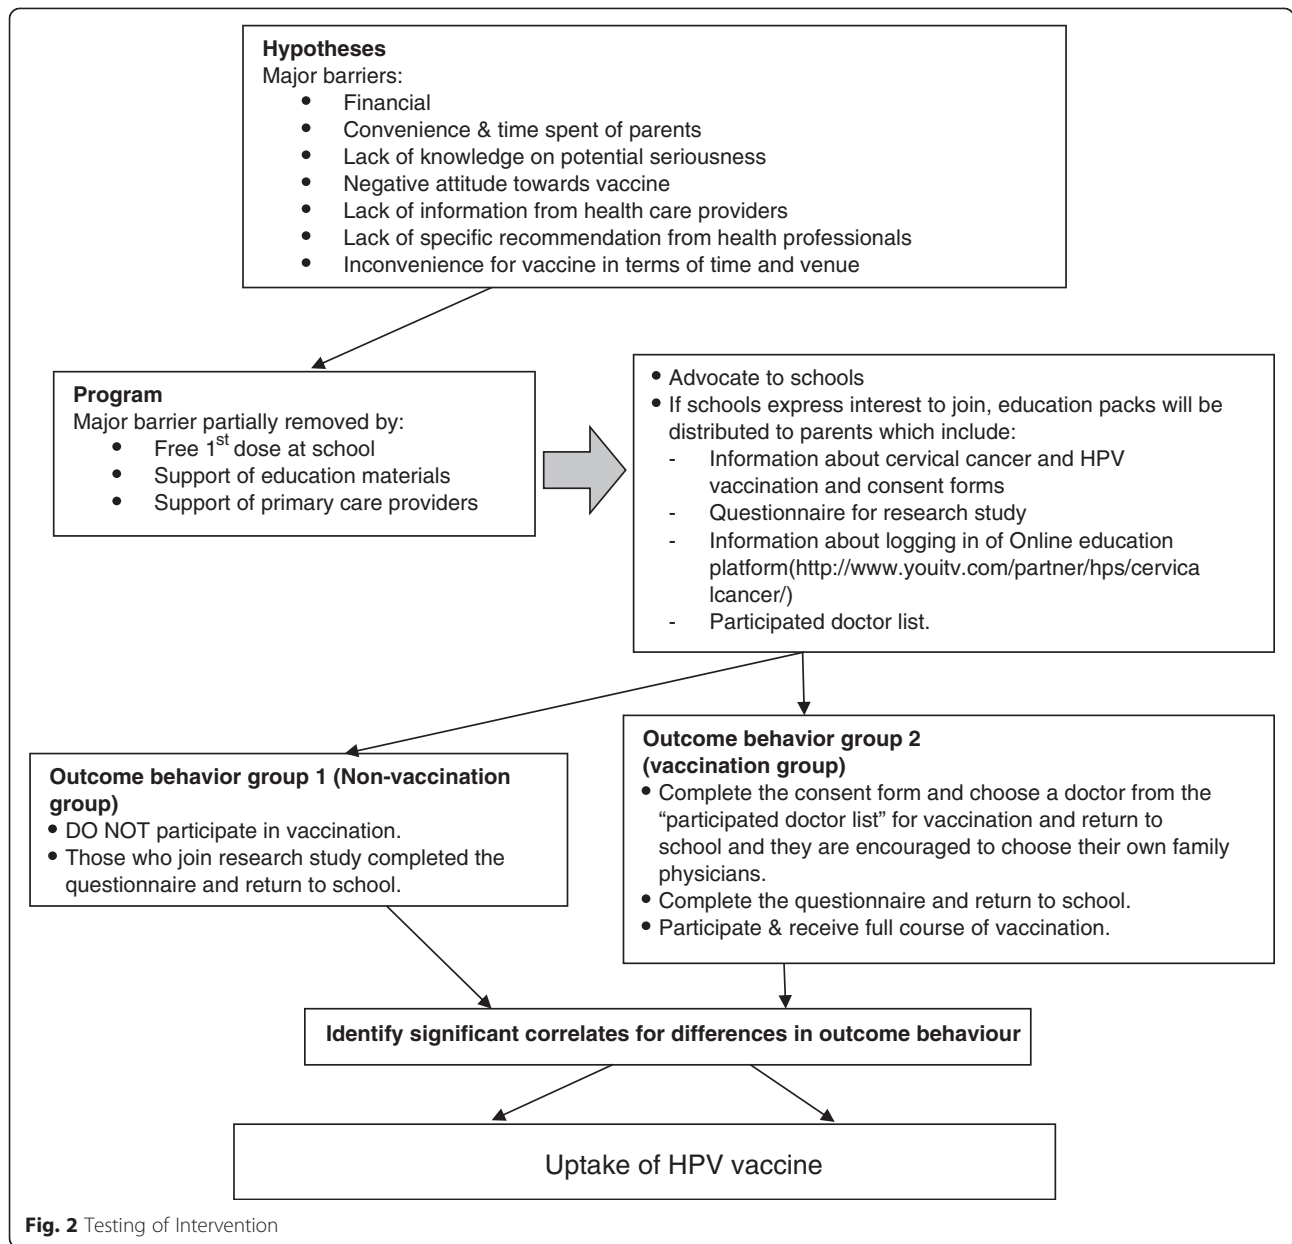 Hypotheses
Major barriers:
• Financial
• Convenience & time spent of parents
• Lack of knowledge on potential seriousness
• Negative attitude towards vaccine
• Lack of information from health care providers
• Lack of specific recommendation from health professionals
• Inconvenience for vaccine in terms of time and venue
Program
Major barrier partially removed by:
• Free 1st dose at school
• Support of education materials
• Support of primary care providers
• Advocate to schools
• If schools express interest to join, education packs will be
distributed to parents which include:
- Information about cervical cancer and HPV
vaccination and consent forms
- Questionnaire for research study
- Information about logging in of Online education
platform(http://www.youitv.com/partner/hps/cervica
lcancer/)
- Participated doctor list.
Outcome behavior group 1 (Non-vaccination
group)
• DO NOT participate in vaccination.
• Those who join research study completed the
questionnaire and return to school.
Outcome behavior group 2
(vaccination group)
• Complete the consent form and choose a doctor from the
“participated doctor list” for vaccination and return to
school and they are encouraged to choose their own family
physicians.
• Complete the questionnaire and return to school.
• Participate & receive full course of vaccination.
Identify significant correlates for differences in outcome behaviour
Uptake of HPV vaccine
Fig. 2 Testing of Intervention